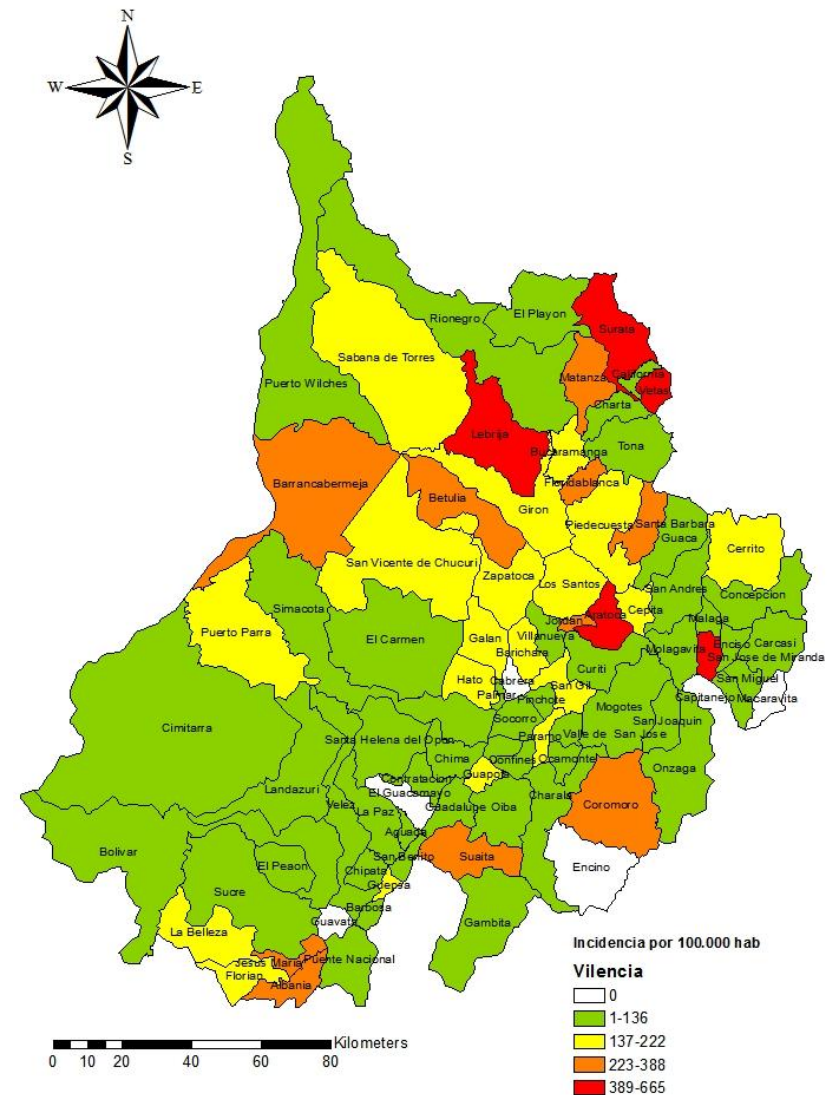 N
W E
S
Rionegro
El Playon
Surata
Sabana de Torres
Puerto Wilches
Matanza
California
Vetas
Charta
Lebrija
Bucaramanga
Tona
Barrancabermeja
Betulia
Floridablanca
Giron
Piedecuesta
Santa Barbara
Guaca
Cerrito
San Vicente de Chucuri
Zapatoca
Los Santos
San Andres
Concepcion
Simacota
Aratoca
Cepita
Malaga
Puerto Parra
El Carmen
Jordan
Galan
Villanueva
Barichara
Molagavita
Enciso
Carcasi
San Jose de Miranda
Curiti
Hato
Cabrera
San Gil
San Miguel
Palmar
Pinchote
Capitanejo
Macaravita
Mogotes
Socorro
San Joaquin
Cimitarra
Santa Helena del Opon
Paramo
Valle de San Jose
Chima
Confines
Ocamonte
Onzaga
Guapota
Contratacion
Landazuri
El Guacamayo
Charala
Velez
Guadalupe
Oiba
Coromoro
La Paz
Aguada
Bolivar
San Benito
Suaita
El Peaon
Chipata
Encino
Sucre
Guepsa
Barbosa
Guavata
Gambita
La Belleza
Puente Nacional
Jesus Maria
Florian
Albania
Incidencia por 100.000 hab
Vilencia
0
1-136
137-222
223-388
389-665
Kilometers
0 10 20 40 60 80